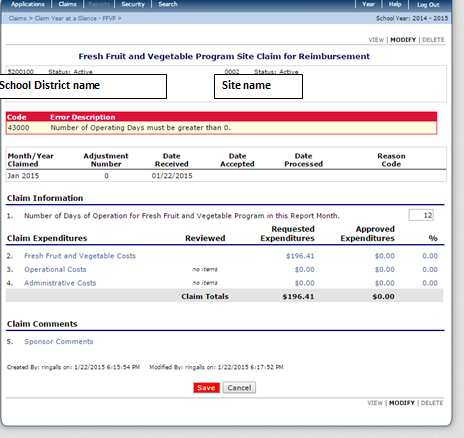 Applications | Claims | Reports | Security | Search Year | Help | Log Out
Claims > Claim Year at a Glance - FFVP > School Year: 2014 - 2015
VIEW | MODIFY | DELETE
Fresh Fruit and Vegetable Program Site Claim for Reimbursement
5200100 Status: Active 0002 Status: Active
School District name Site name
Code Error Description
43000 Number of Operating Days must be greater than 0.
Month/Year Claimed Adjustment Number Date Received Date Accepted Date Processed Reason Code
Jan 2015 0 01/22/2015
Claim Information
1. Number of Days of Operation for Fresh Fruit and Vegetable Program in this Report Month. 12
Claim Expenditures Reviewed Requested Expenditures Approved Expenditures %
2. Fresh Fruit and Vegetable Costs $196.41 $0.00 0.00
3. Operational Costs no items $0.00 $0.00 0.00
4. Administrative Costs no items $0.00 $0.00 0.00
Claim Totals $196.41 $0.00
Claim Comments
5. Sponsor Comments
Created By: ringalls on: 1/22/2015 6:15:54 PM Modified By: ringalls on: 1/22/2015 6:17:52 PM
Save Cancel
VIEW | MODIFY | DELETE